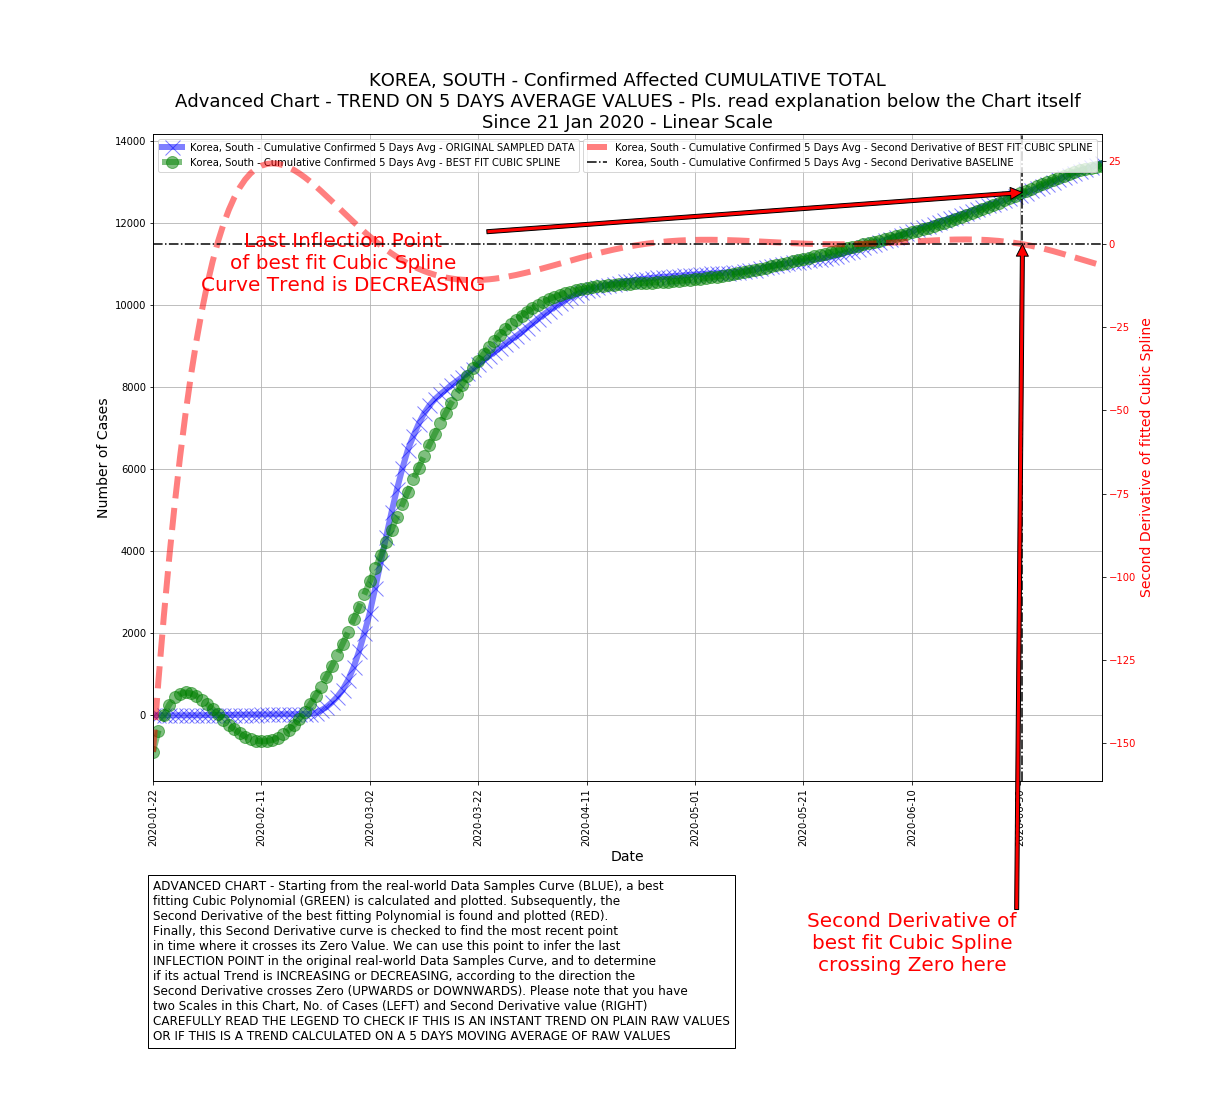 KOREA, SOUTH - Confirmed Affected CUMULATIVE TOTAL
Advanced Chart - TREND ON 5 DAYS AVERAGE VALUES - Pls. read explanation below the Chart itself
Since 21 Jan 2020 - Linear Scale
Korea, South - Cumulative Confirmed 5 Days Avg - ORIGINAL SAMPLED DATA
Korea, South - Cumulative Confirmed 5 Days Avg - BEST FIT CUBIC SPLINE
Korea, South - Cumulative Confirmed 5 Days Avg - Second Derivative of BEST FIT CUBIC SPLINE
Korea, South - Cumulative Confirmed 5 Days Avg - Second Derivative BASELINE
14000
12000
10000
8000
6000
4000
2000
0
Number of Cases
Last Inflection Point
of best fit Cubic Spline
Curve Trend is DECREASING
25
0
−25
−50
−75
−100
−125
−150
Second Derivative of fitted Cubic Spline
2020-01-22
2020-02-11
2020-03-02
2020-03-22
2020-04-11
2020-05-01
2020-05-21
2020-06-10
2020-06-30
Date
Second Derivative of
best fit Cubic Spline
crossing Zero here
ADVANCED CHART - Starting from the real-world Data Samples Curve (BLUE), a best
fitting Cubic Polynomial (GREEN) is calculated and plotted. Subsequently, the
Second Derivative of the best fitting Polynomial is found and plotted (RED).
Finally, this Second Derivative curve is checked to find the most recent point
in time where it crosses its Zero Value. We can use this point to infer the last
INFLECTION POINT in the original real-world Data Samples Curve, and to determine
if its actual Trend is INCREASING or DECREASING, according to the direction the
Second Derivative crosses Zero (UPWARDS or DOWNWARDS). Please note that you have
two Scales in this Chart, No. of Cases (LEFT) and Second Derivative value (RIGHT)
CAREFULLY READ THE LEGEND TO CHECK IF THIS IS AN INSTANT TREND ON PLAIN RAW VALUES
OR IF THIS IS A TREND CALCULATED ON A 5 DAYS MOVING AVERAGE OF RAW VALUES